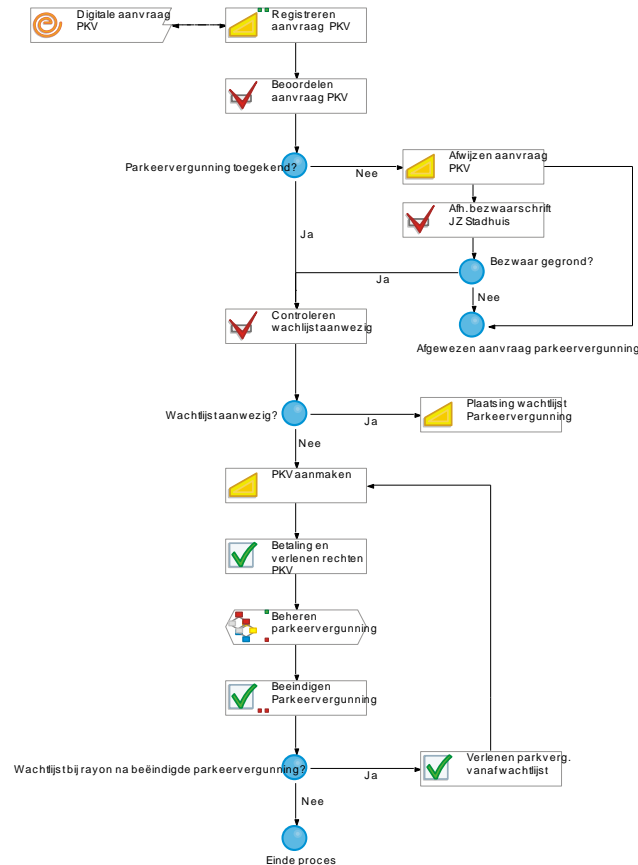 Digitale aanvraag
PKV
Registreren
aanvraag PKV
Beoordelen
aanvraag PKV
Parkeervergunning toegekend?
Nee
Afwijzen aanvraag
PKV
Afh. bezwaarschrift
JZ Stadhuis
Ja
Bezwaar gegrond?
Ja
Nee
Controleren
wachlijst aanwezig
Afgewezen aanvraag parkeervergunning
Wachtlijst aanwezig?
Ja
Plaatsing wachtlijst
Parkeervergunning
Nee
PKV aanmaken
Betaling en
verlenen rechten
PKV
Beheren
parkeervergunning
Beeindigen
Parkeervergunning
Wachtlijst bij rayon na beëindigde parkeervergunning?
Ja
Verlenen parkverg.
vanaf wachtlijst
Nee
Einde proces